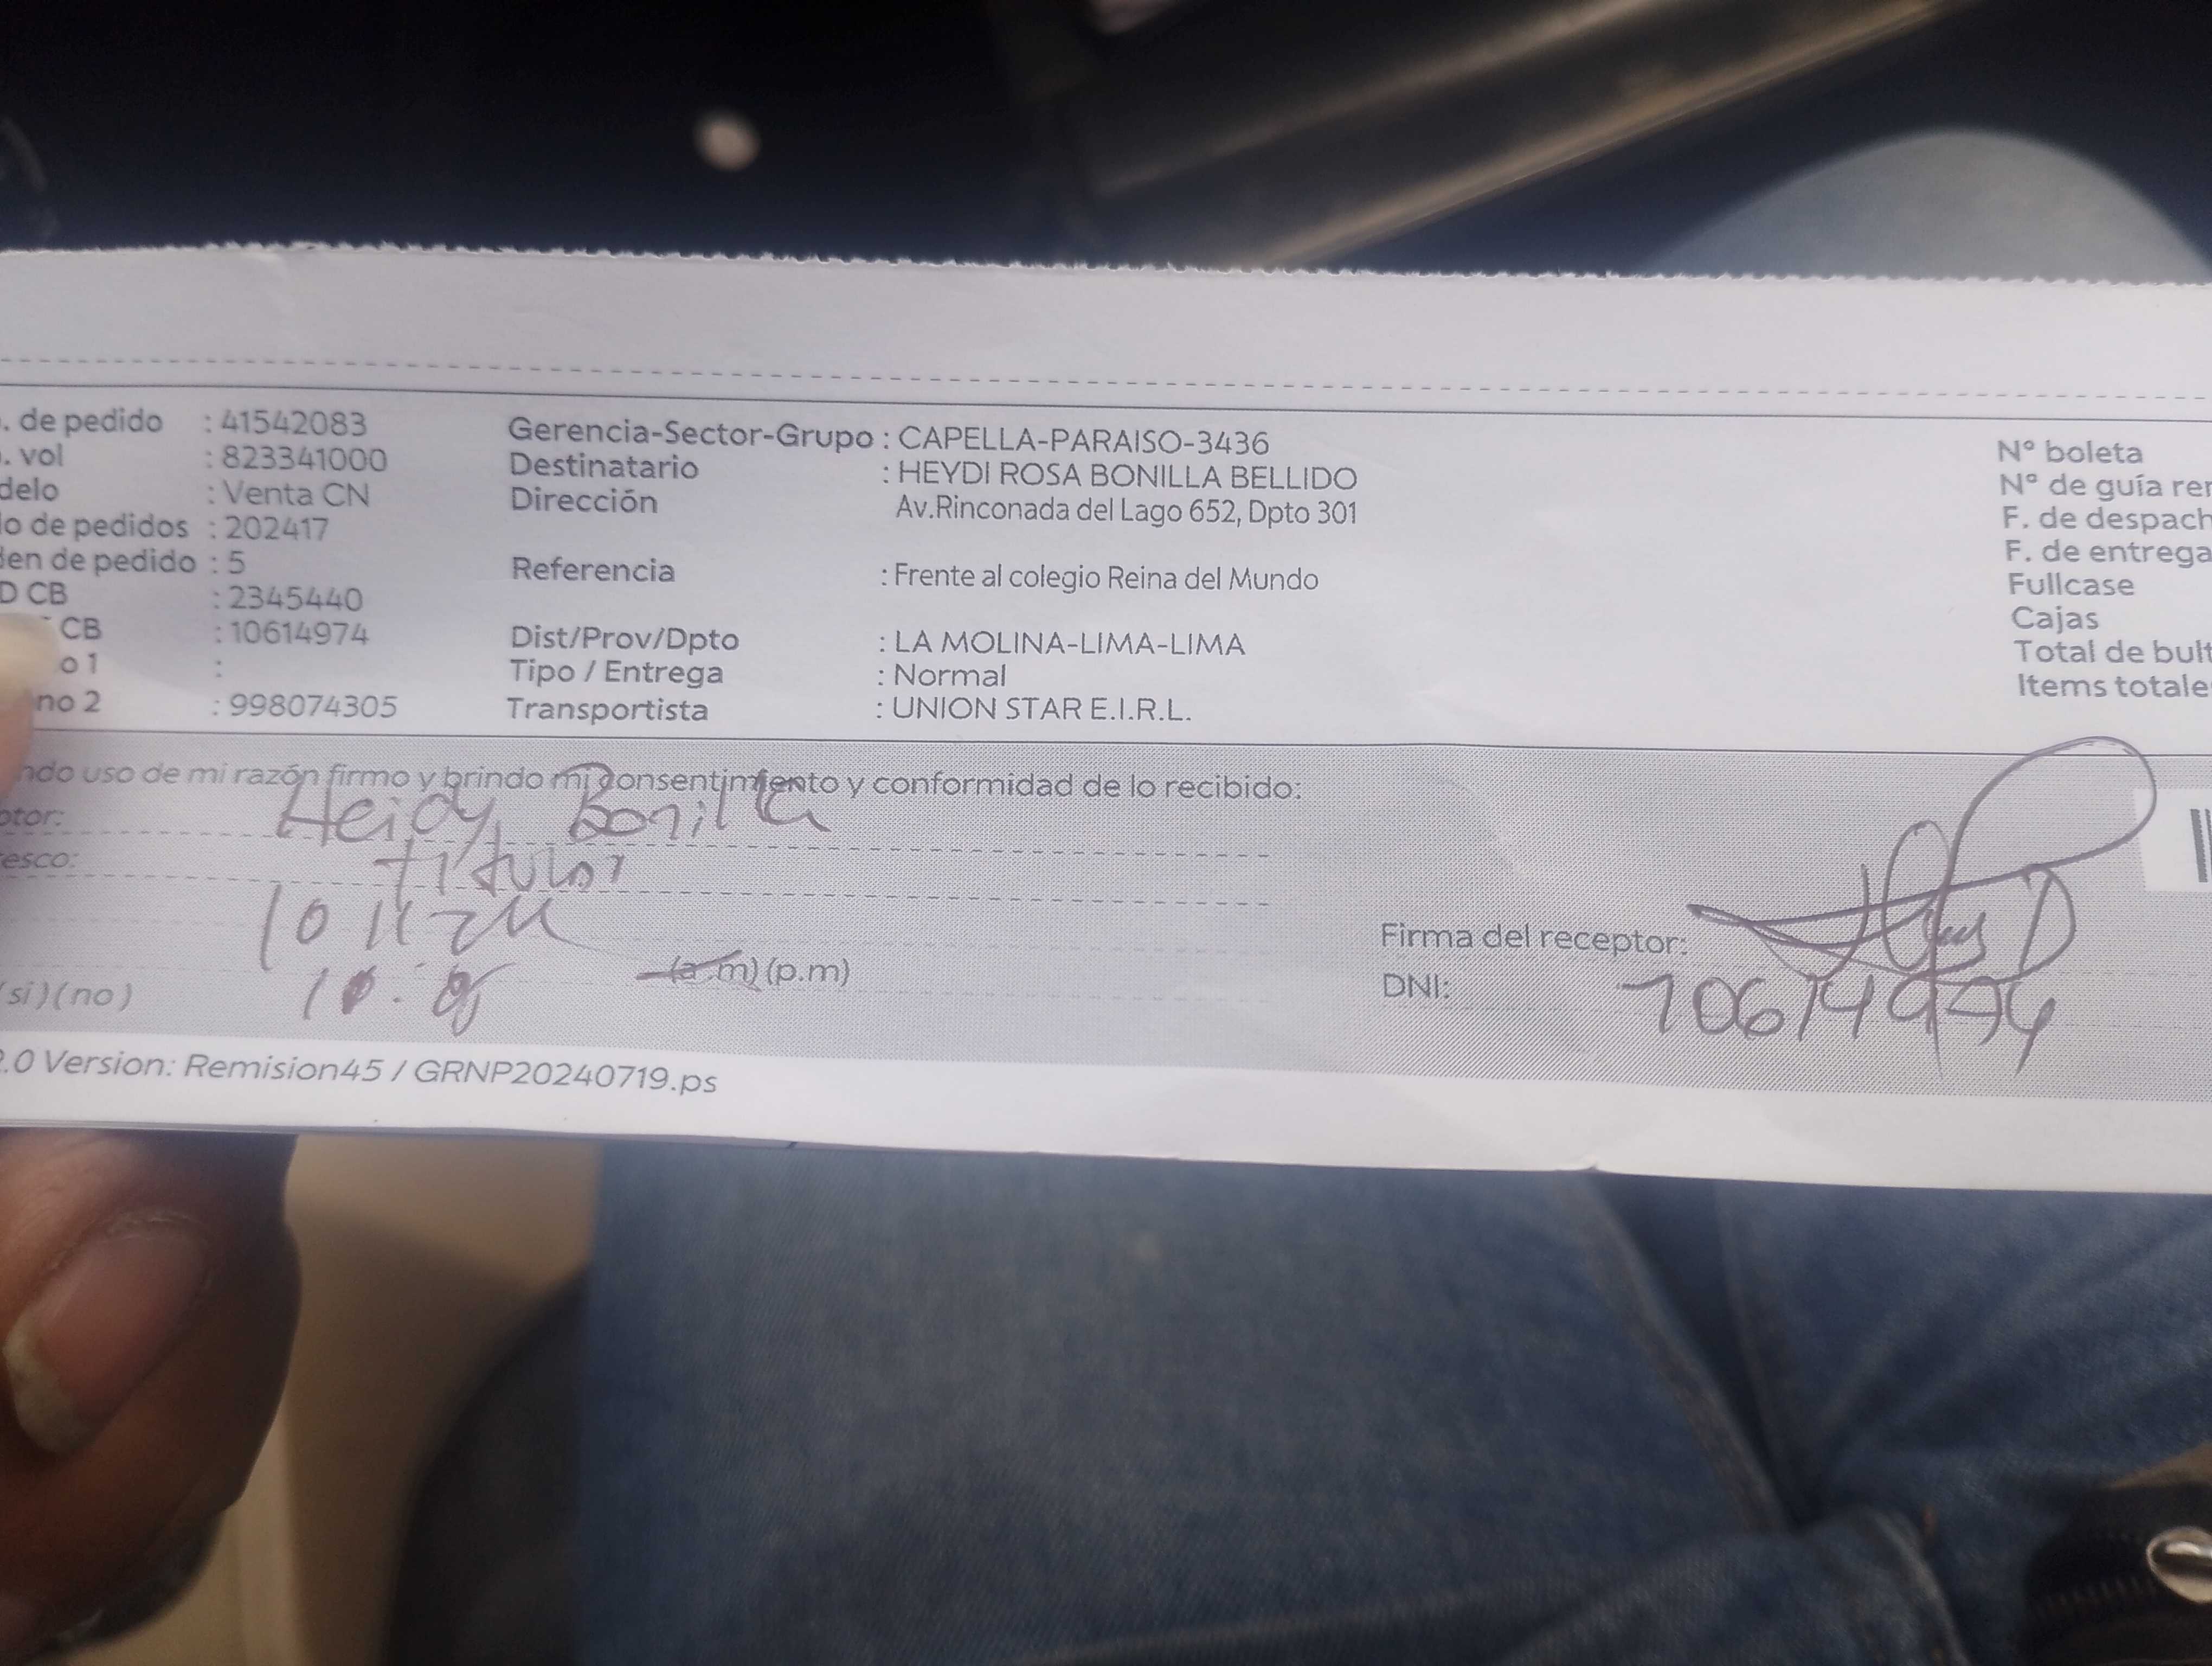 . de pedido : 41542083
. vol : 823341000
delo : Venta CN
o de pedidos : 202417
den de pedido : 5
D CB : 2345440
CB : 10614974
o 1 :
no 2 : 998074305
Gerencia-Sector-Grupo : CAPELLA-PARAISO-3436
Destinatario : HEYDI ROSA BONILLA BELLIDO
Dirección Av.Rinconada del Lago 652, Dpto 301
Referencia : Frente al colegio Reina del Mundo
Dist/Prov/Dpto : LA MOLINA-LIMA-LIMA
Tipo / Entrega : Normal
Transportista : UNION STAR E.I.R.L.
N° boleta
N° de guía rer
F. de despach
F. de entrega
Fullcase
Cajas
Total de bult
Items totale
ndo uso de mi razón firmo y brindo mi consentimiento y conformidad de lo recibido:
ptor: Heidy Bonilla
esco: titular
10 11 24
(si)(no) (a.m)(p.m)
Firma del receptor:
DNI: 10614974
2.0 Version: Remision45 / GRNP20240719.ps